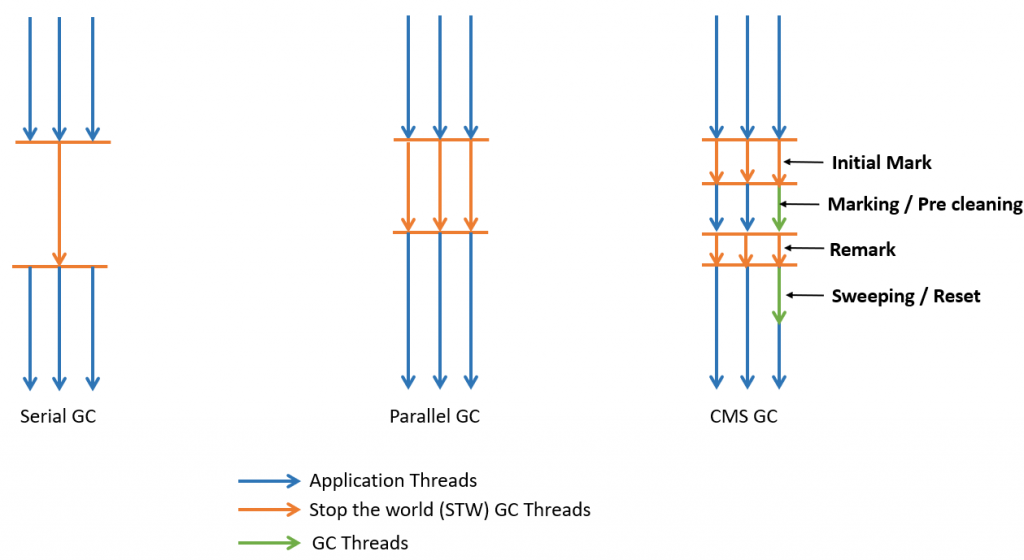 Initial Mark
Marking / Pre cleaning
Remark
Sweeping / Reset
Serial GC
Parallel GC
CMS GC
Application Threads
Stop the world (STW) GC Threads
GC Threads